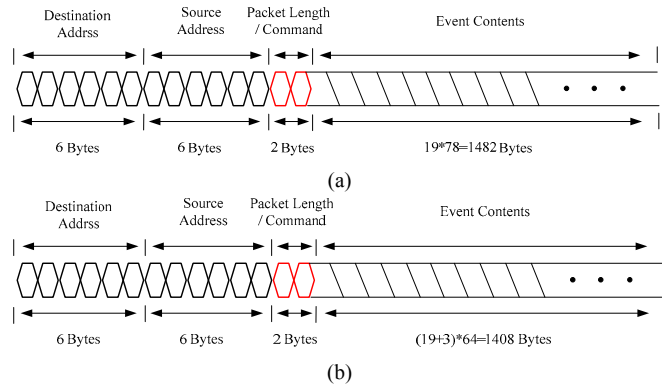 Destination Addrss
Source Address
Packet Length / Command
Event Contents
6 Bytes
6 Bytes
2 Bytes
19*78=1482 Bytes
(a)
Destination Addrss
Source Address
Packet Length / Command
Event Contents
6 Bytes
6 Bytes
2 Bytes
(19+3)*64=1408 Bytes
(b)